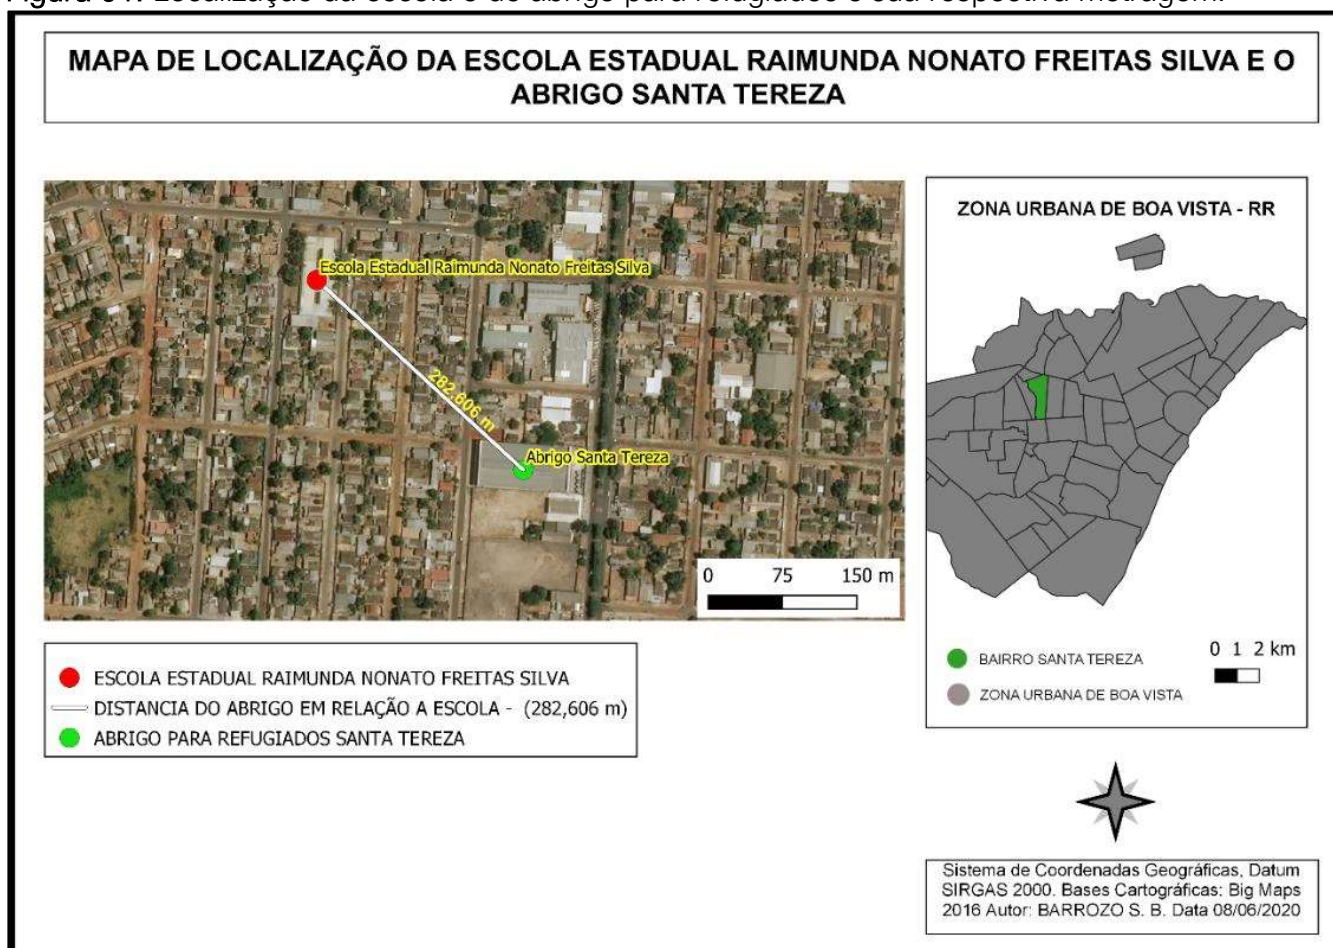 Figura 01: Localização da escola e do abrigo para refugiados e sua respectiva metragem.
MAPA DE LOCALIZAÇÃO DA ESCOLA ESTADUAL RAIMUNDA NONATO FREITAS SILVA E O
ABRIGO SANTA TEREZA
Escola Estadual Raimunda Nonato Freitas Silva
282,606 m
Abrigo Santa Tereza
0 75 150 m
ESCOLA ESTADUAL RAIMUNDA NONATO FREITAS SILVA
DISTANCIA DO ABRIGO EM RELAÇÃO A ESCOLA - (282,606 m)
ABRIGO PARA REFUGIADOS SANTA TEREZA
ZONA URBANA DE BOA VISTA - RR
BAIRRO SANTA TEREZA
ZONA URBANA DE BOA VISTA
0 1 2 km
Sistema de Coordenadas Geográficas, Datum
SIRGAS 2000. Bases Cartográficas: Big Maps
2016 Autor: BARROZO S. B. Data 08/06/2020